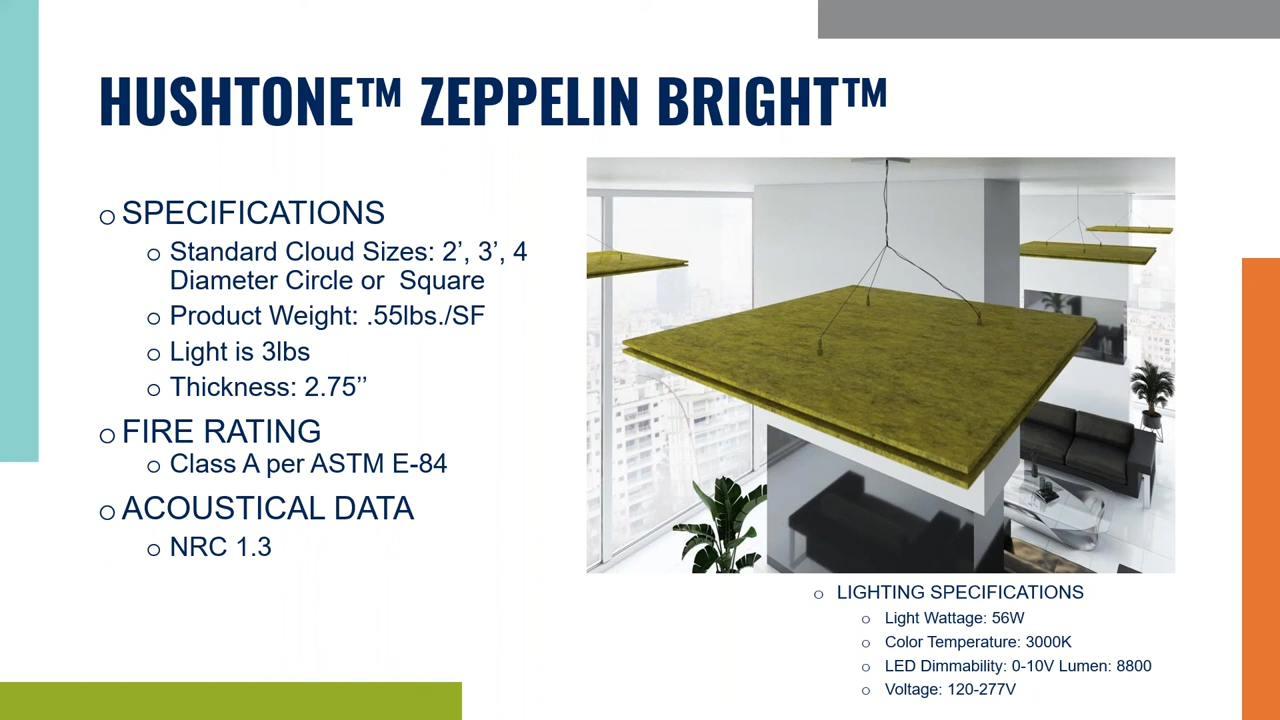 HUSHTONE™ ZEPPELIN BRIGHT™
SPECIFICATIONS
Standard Cloud Sizes: 2’, 3’, 4
Diameter Circle or  Square
Product Weight: .55lbs./SF
Light is 3lbs
Thickness: 2.75’’
FIRE RATING
Class A per ASTM E-84
ACOUSTICAL DATA
NRC 1.3
LIGHTING SPECIFICATIONS
Light Wattage: 56W
Color Temperature: 3000K
LED Dimmability: 0-10V Lumen: 8800
Voltage: 120-277V